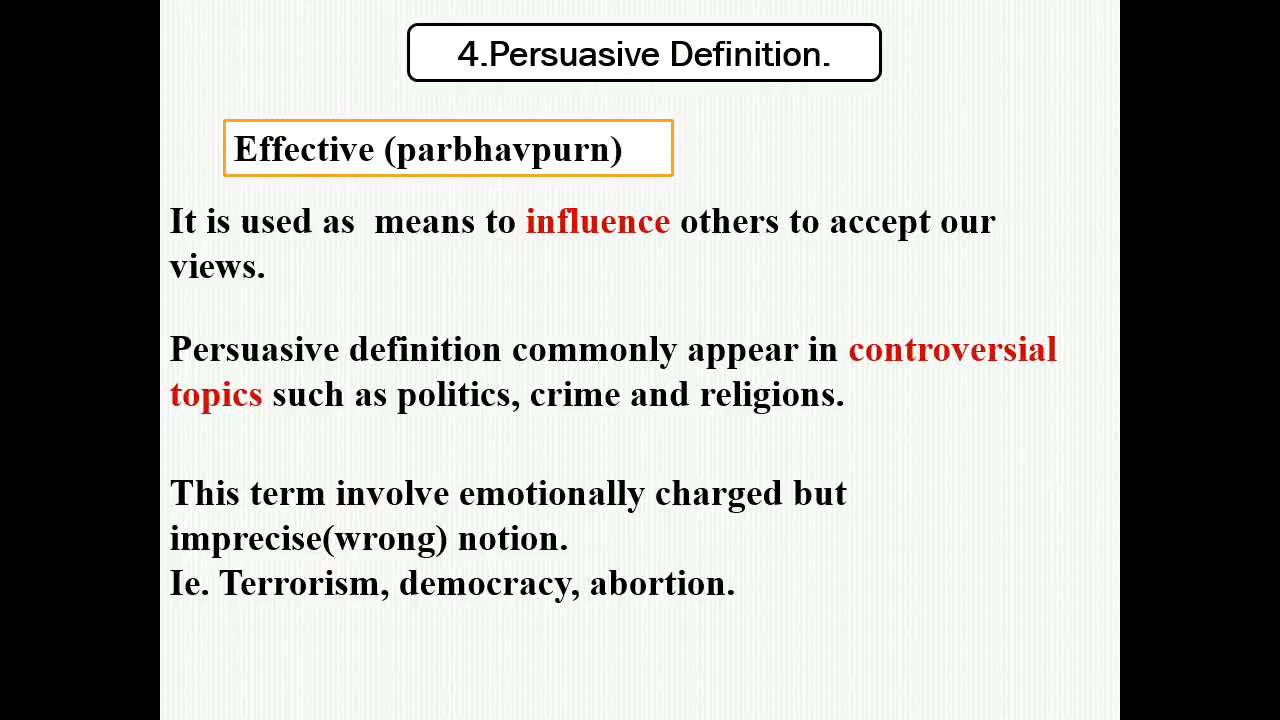 4.Persuasive Definition.
Effective (parbhavpurn)
It is used as  means to influence others to accept our
views.
Persuasive definition commonly appear in controversial
topics such as politics, crime and religions.
This term involve emotionally charged but
imprecise(wrong) notion.
Ie. Terrorism, democracy, abortion.